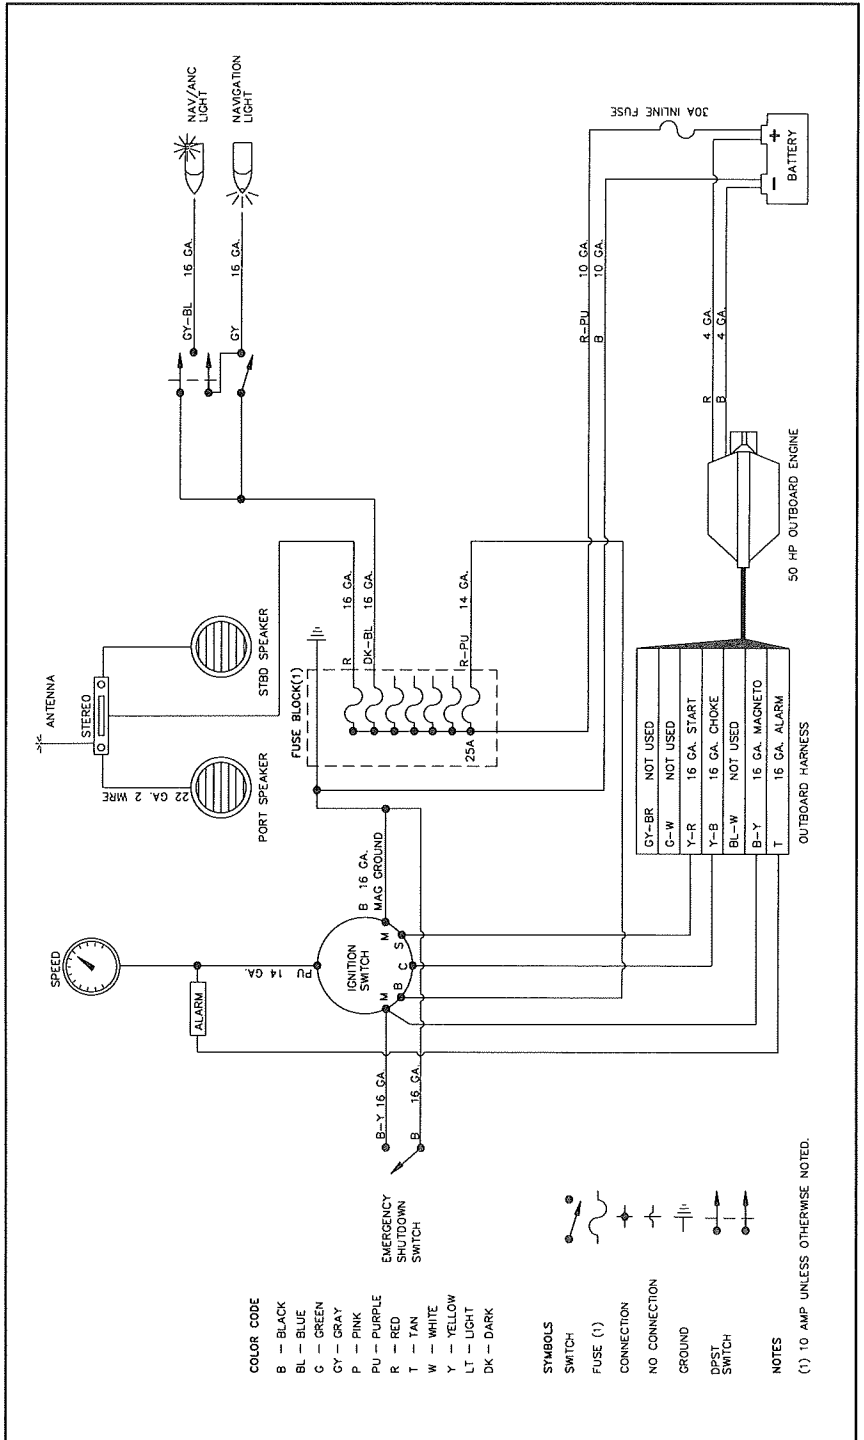 NAV/ANC
LIGHT
NAVIGATION
LIGHT
GY-BL 16 GA.
GY 16 GA.
ANTENNA
STEREO
STBD SPEAKER
PORT SPEAKER
22 GA. 2 WIRE
SPEED
ALARM
PU 14 GA.
IGNITION
SWITCH
M
B
C
S
M
B 16 GA.
MAG GROUND
FUSE BLOCK(1)
25A
R 16 GA.
DK-BL 16 GA.
R-PU 14 GA.
R-PU 10 GA.
B 10 GA.
30A INLINE FUSE
+
-
BATTERY
R 4 GA.
B 4 GA.
50 HP OUTBOARD ENGINE
GY-BR NOT USED
G-W NOT USED
Y-R 16 GA. START
Y-B 16 GA. CHOKE
BL-W NOT USED
B-Y 16 GA. MAGNETO
T 16 GA. ALARM
OUTBOARD HARNESS
B-Y 16 GA.
B 16 GA.
EMERGENCY
SHUTDOWN
SWITCH
COLOR CODE
B - BLACK
BL - BLUE
G - GREEN
GY - GRAY
P - PINK
PU - PURPLE
R - RED
T - TAN
W - WHITE
Y - YELLOW
LT - LIGHT
DK - DARK
SYMBOLS
SWITCH
FUSE (1)
CONNECTION
NO CONNECTION
GROUND
DPST
SWITCH
NOTES
(1) 10 AMP UNLESS OTHERWISE NOTED.